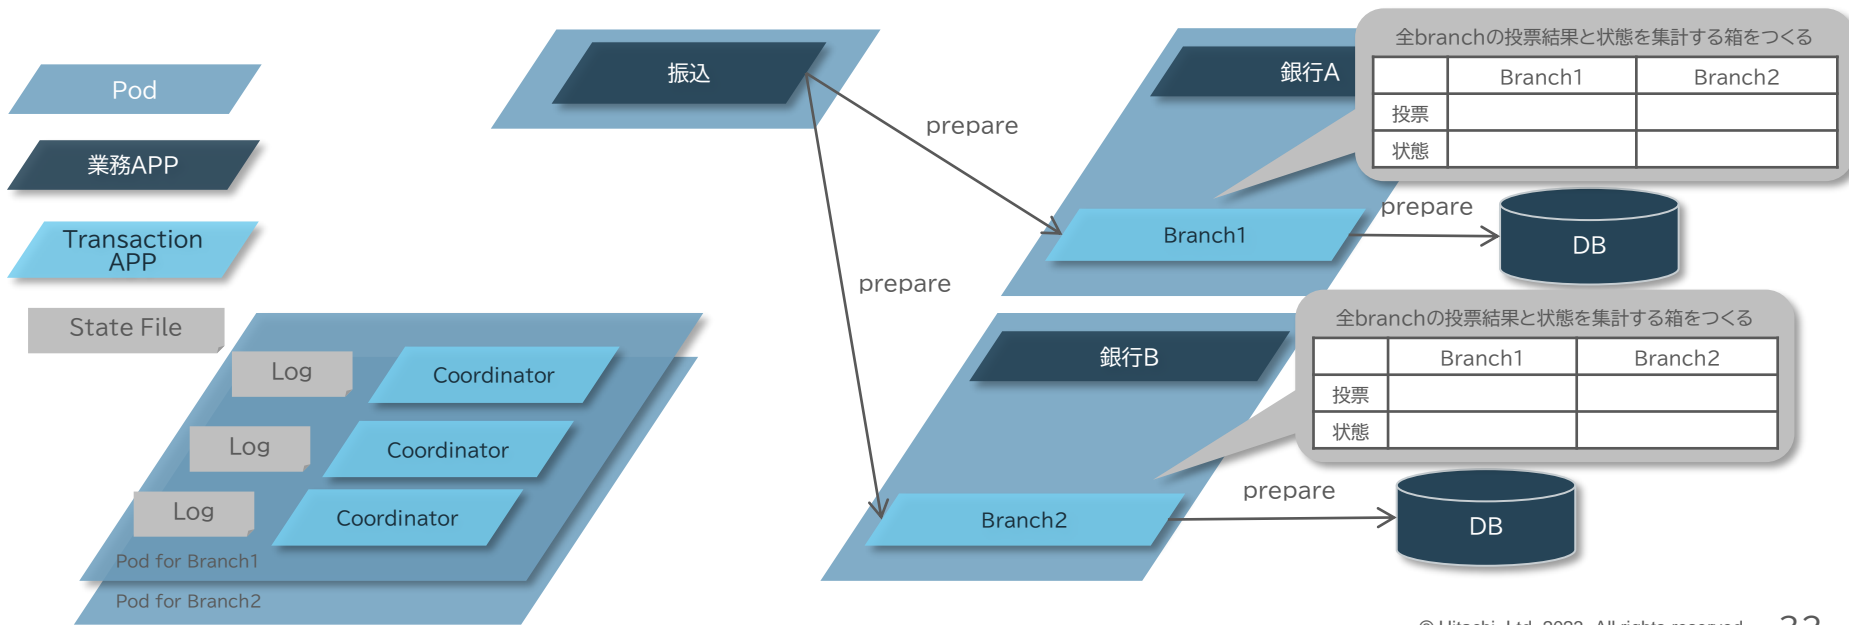 Pod
業務APP
Transaction
APP
State File
振込
prepare
prepare
銀行A
全branchの投票結果と状態を集計する箱をつくる
Branch1 Branch2
投票
状態
Branch1
prepare
DB
銀行B
全branchの投票結果と状態を集計する箱をつくる
Branch1 Branch2
投票
状態
Branch2
prepare
DB
Log
Coordinator
Log
Coordinator
Log
Coordinator
Pod for Branch1
Pod for Branch2